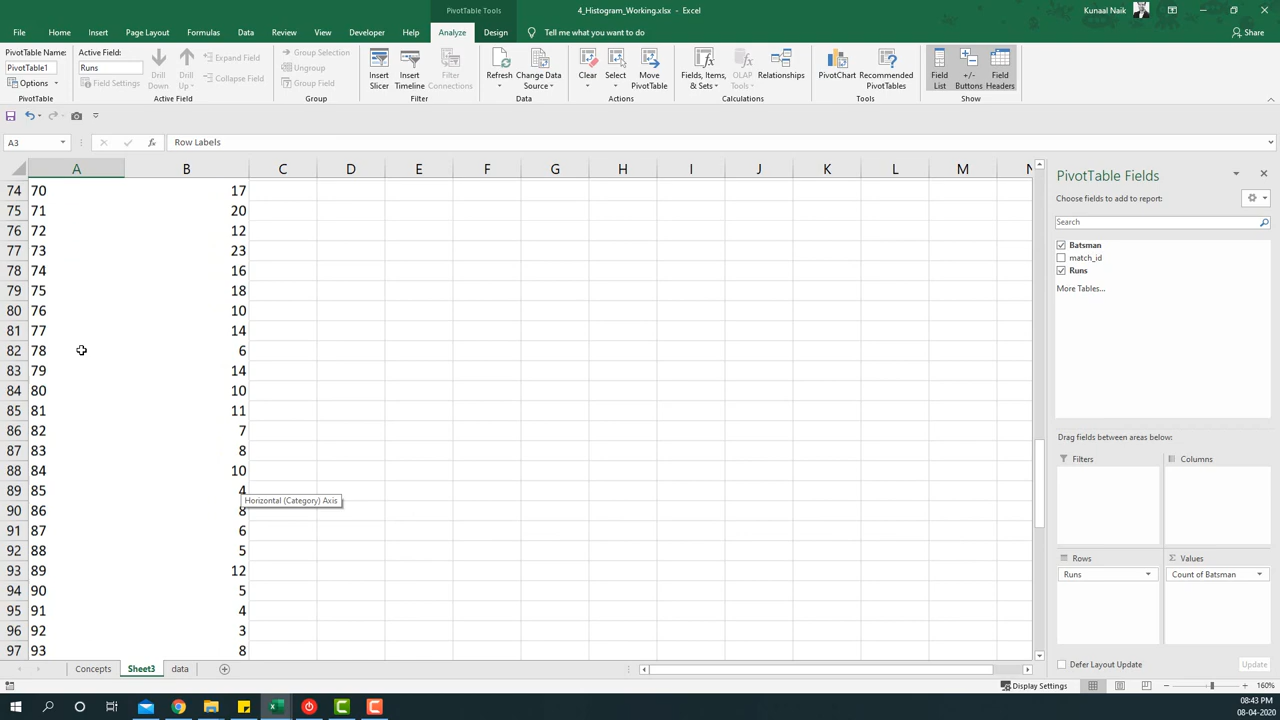 PivotTable Tools
4_Histogram_Working.xlsx - Excel
Kunaal Naik
File Home Insert Page Layout Formulas Data Review View Developer Help Analyze Design Tell me what you want to do Share
PivotTable Name: Active Field:
PivotTable1 Runs
Options Field Settings
Drill Down Drill Up
Expand Field
Collapse Field
Group Selection
Ungroup
Group Field
Insert Slicer Insert Timeline Filter Connections
Refresh Change Data Source
Clear Select Move PivotTable
Fields, Items, & Sets OLAP Tools Relationships
PivotChart Recommended PivotTables
Field List +/- Buttons Field Headers
PivotTable Active Field Group Filter Data Actions Calculations Tools Show
A3 fx Row Labels
A B C D E F G H I J K L M N
74 70 17
75 71 20
76 72 12
77 73 23
78 74 16
79 75 18
80 76 10
81 77 14
82 78 6
83 79 14
84 80 10
85 81 11
86 82 7
87 83 8
88 84 10
89 85 4
Horizontal (Category) Axis
90 86 8
91 87 6
92 88 5
93 89 12
94 90 5
95 91 4
96 92 3
97 93 8
PivotTable Fields
Choose fields to add to report:
Search
Batsman
match_id
Runs
More Tables...
Drag fields between areas below:
Filters Columns
Rows Σ Values
Runs Count of Batsman
Defer Layout Update Update
Concepts Sheet3 data
Display Settings 160%
08:43 PM
08-04-2020